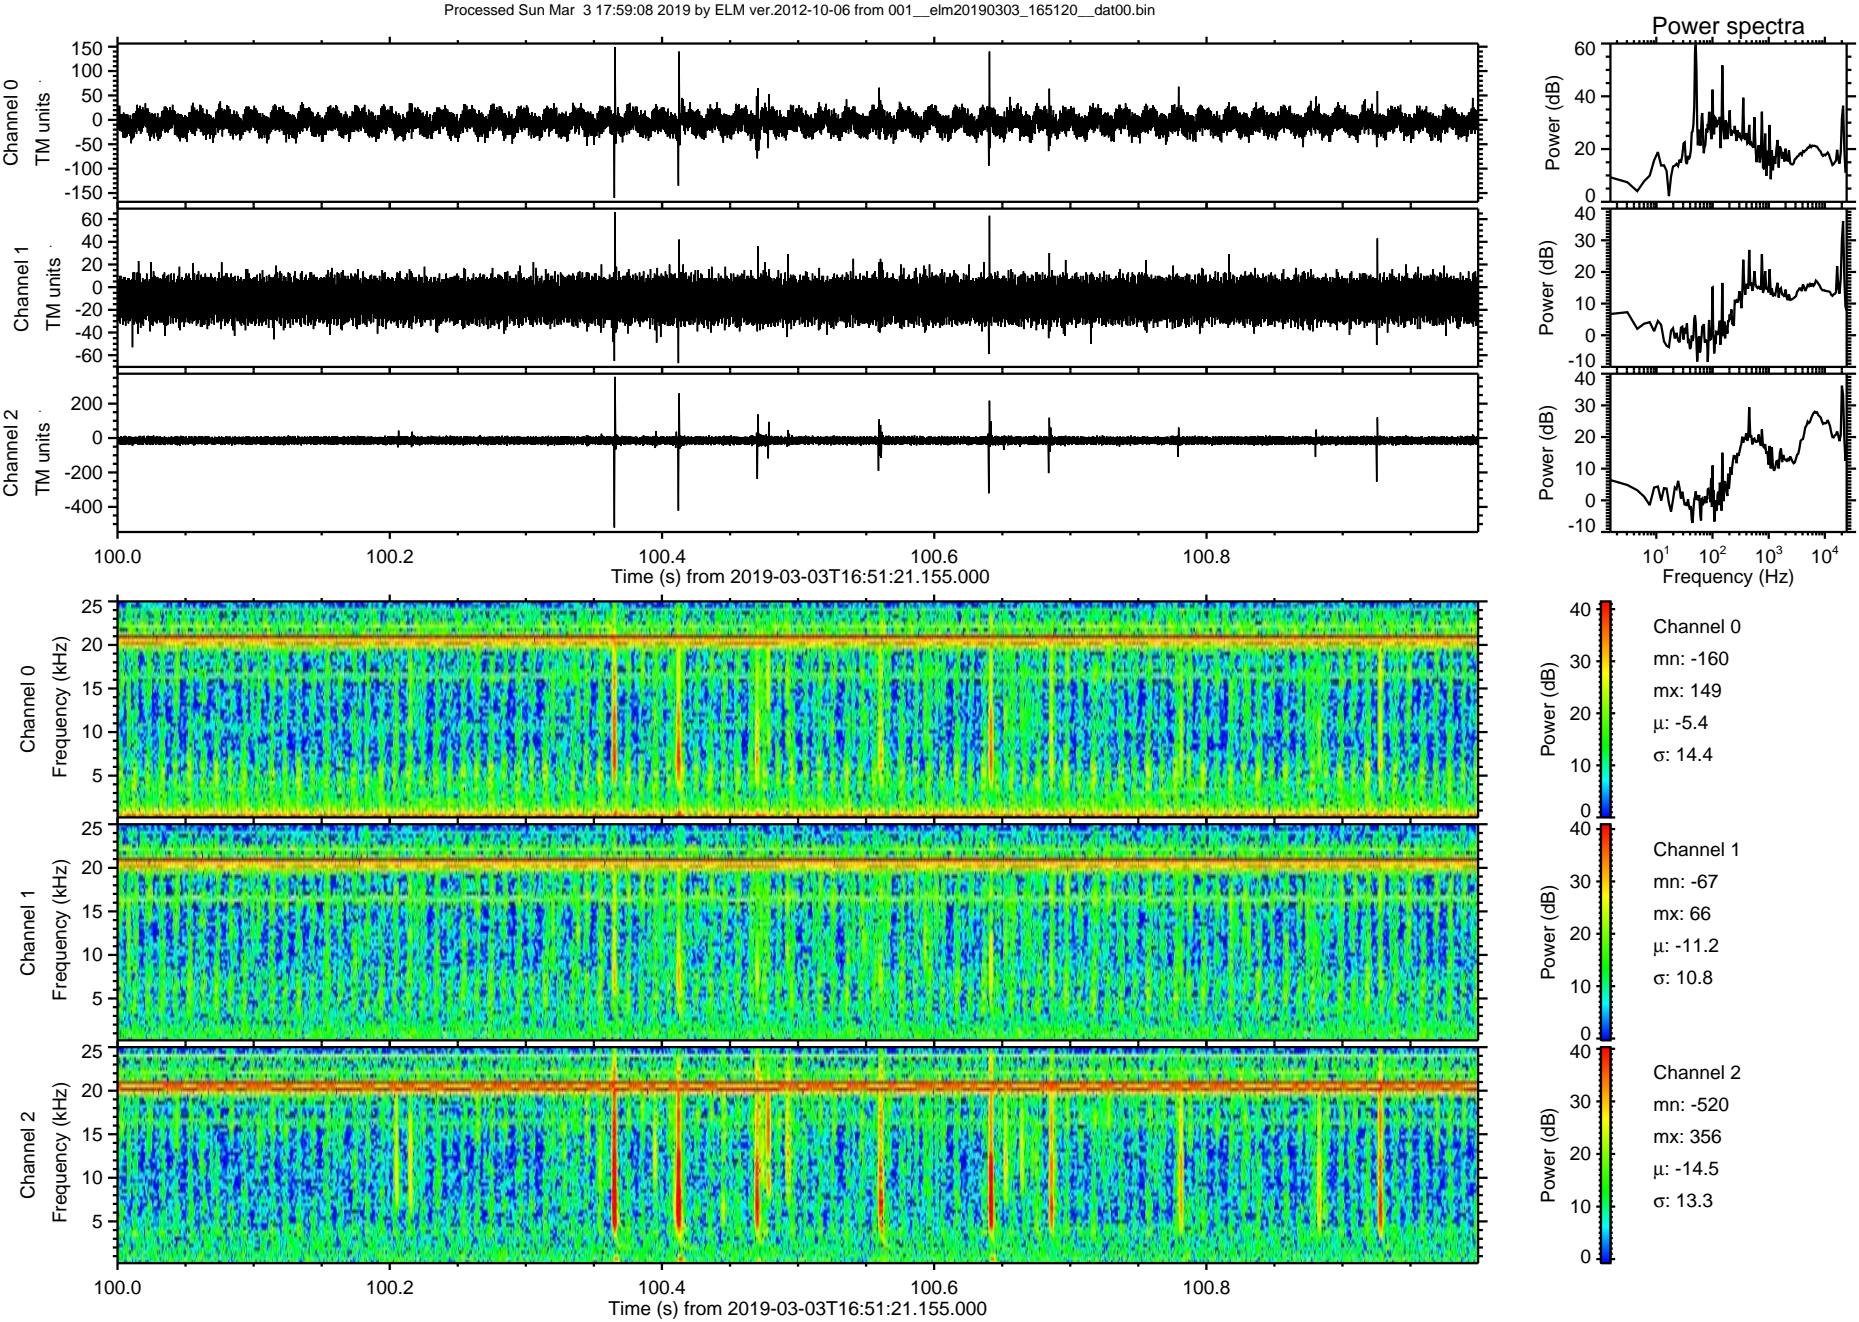 Processed Sun Mar  3 17:59:08 2019 by ELM ver.2012-10-06 from 001__elm20190303_165120__dat00.bin
Power spectra
Channel 0
TM units
150
100
50
0
-50
-100
-150
Power (dB)
60
40
20
0
Channel 1
TM units
60
40
20
0
-20
-40
-60
Power (dB)
40
30
20
10
0
-10
Channel 2
TM units
200
0
-200
-400
Power (dB)
40
30
20
10
0
-10
100.0 100.2 100.4 100.6 100.8
Time (s) from 2019-03-03T16:51:21.155.000
10¹ 10² 10³ 10⁴
Frequency (Hz)
Channel 0
Frequency (kHz)
25
20
15
10
5
Power (dB)
40
30
20
10
0
Channel 0
mn: -160
mx: 149
μ: -5.4
σ: 14.4
Channel 1
Frequency (kHz)
25
20
15
10
5
Power (dB)
40
30
20
10
0
Channel 1
mn: -67
mx: 66
μ: -11.2
σ: 10.8
Channel 2
Frequency (kHz)
25
20
15
10
5
Power (dB)
40
30
20
10
0
Channel 2
mn: -520
mx: 356
μ: -14.5
σ: 13.3
100.0 100.2 100.4 100.6 100.8
Time (s) from 2019-03-03T16:51:21.155.000